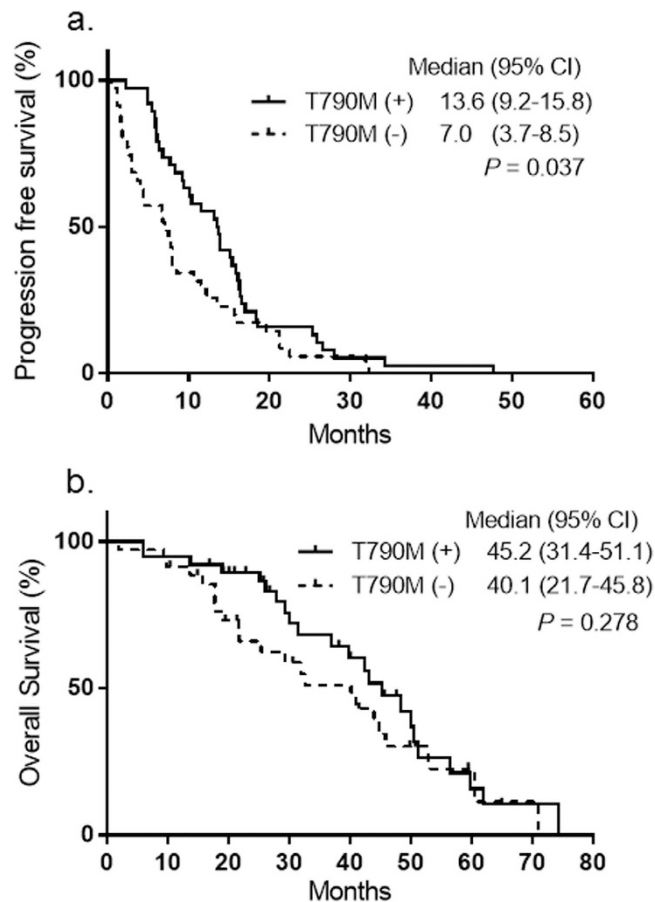 a.
Median (95% CI)
T790M (+) 13.6 (9.2-15.8)
T790M (-) 7.0 (3.7-8.5)
P = 0.037
Progression free survival (%)
100
50
0
0 10 20 30 40 50 60
Months
b.
Median (95% CI)
T790M (+) 45.2 (31.4-51.1)
T790M (-) 40.1 (21.7-45.8)
P = 0.278
Overall Survival (%)
100
50
0
0 10 20 30 40 50 60 70 80
Months